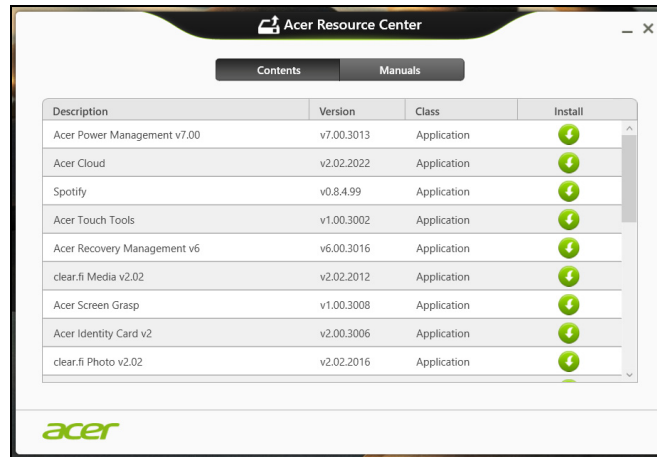 Acer Resource Center
Contents Manuals
Description Version Class Install
Acer Power Management v7.00 v7.00.3013 Application
Acer Cloud v2.02.2022 Application
Spotify v0.8.4.99 Application
Acer Touch Tools v1.00.3002 Application
Acer Recovery Management v6 v6.00.3016 Application
clear.fi Media v2.02 v2.02.2012 Application
Acer Screen Grasp v1.00.3008 Application
Acer Identity Card v2 v2.00.3006 Application
clear.fi Photo v2.02 v2.02.2016 Application
acer